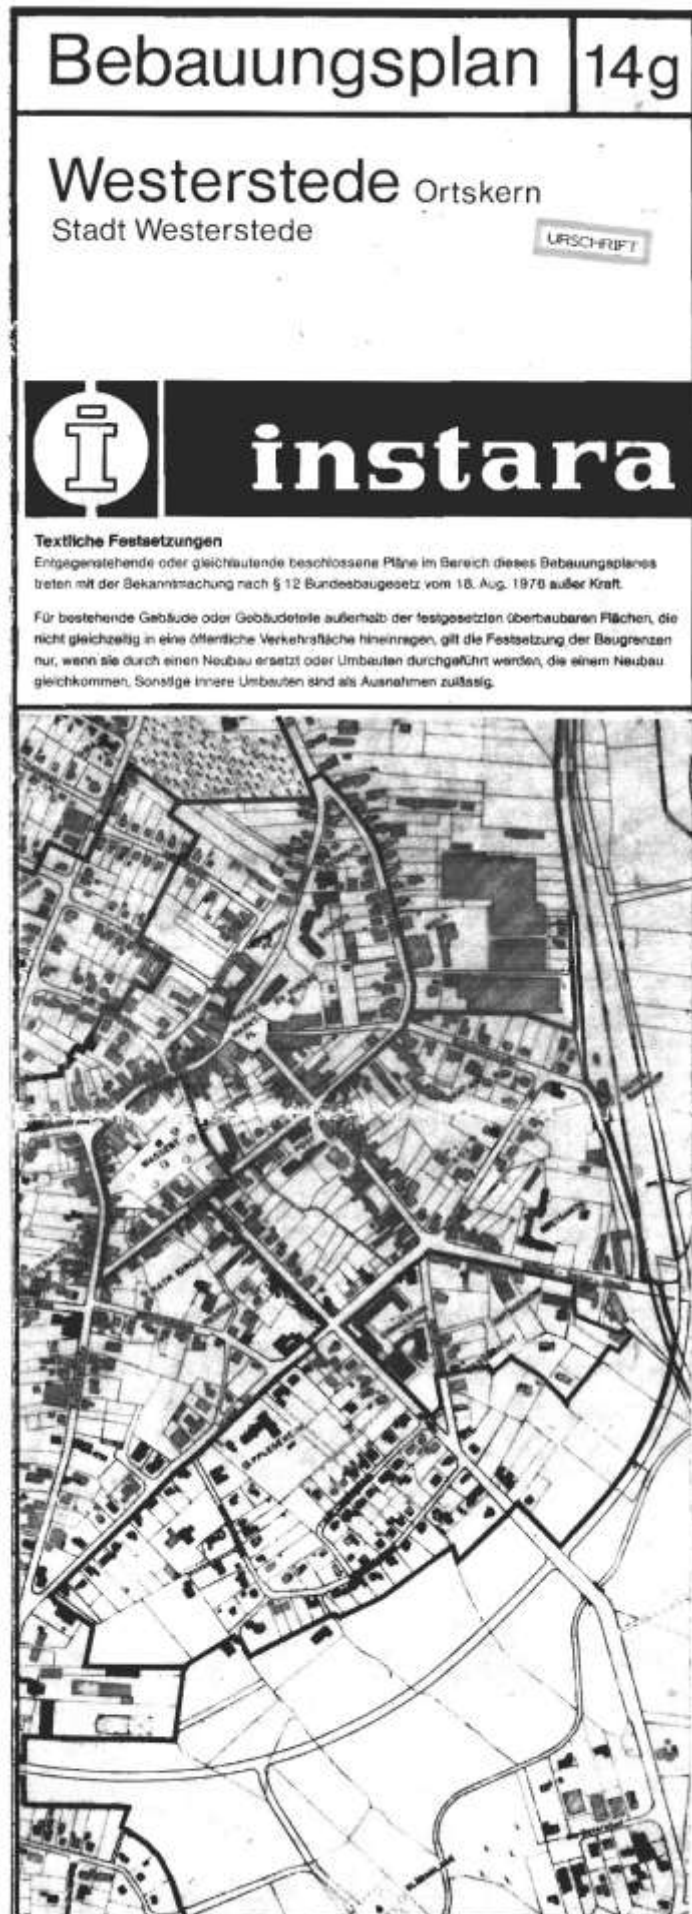 Bebauungsplan 14g
Westerstede Ortskern
Stadt Westerstede
URSCHRIFT
i instara
Textliche Festsetzungen
Entgegenstehende oder gleichlautende beschlossene Pläne im Bereich dieses Bebauungsplanes
treten mit der Bekanntmachung nach § 12 Bundesbaugesetz vom 18. Aug. 1976 außer Kraft.
Für bestehende Gebäude oder Gebäudeteile außerhalb der festgesetzten überbaubaren Flächen, die
nicht gleichzeitig in eine öffentliche Verkehrsfläche hineinragen, gilt die Festsetzung der Baugrenzen
nur, wenn sie durch einen Neubau ersetzt oder Umbauten durchgeführt werden, die einem Neubau
gleichkommen. Sonstige innere Umbauten sind als Ausnahmen zulässig.